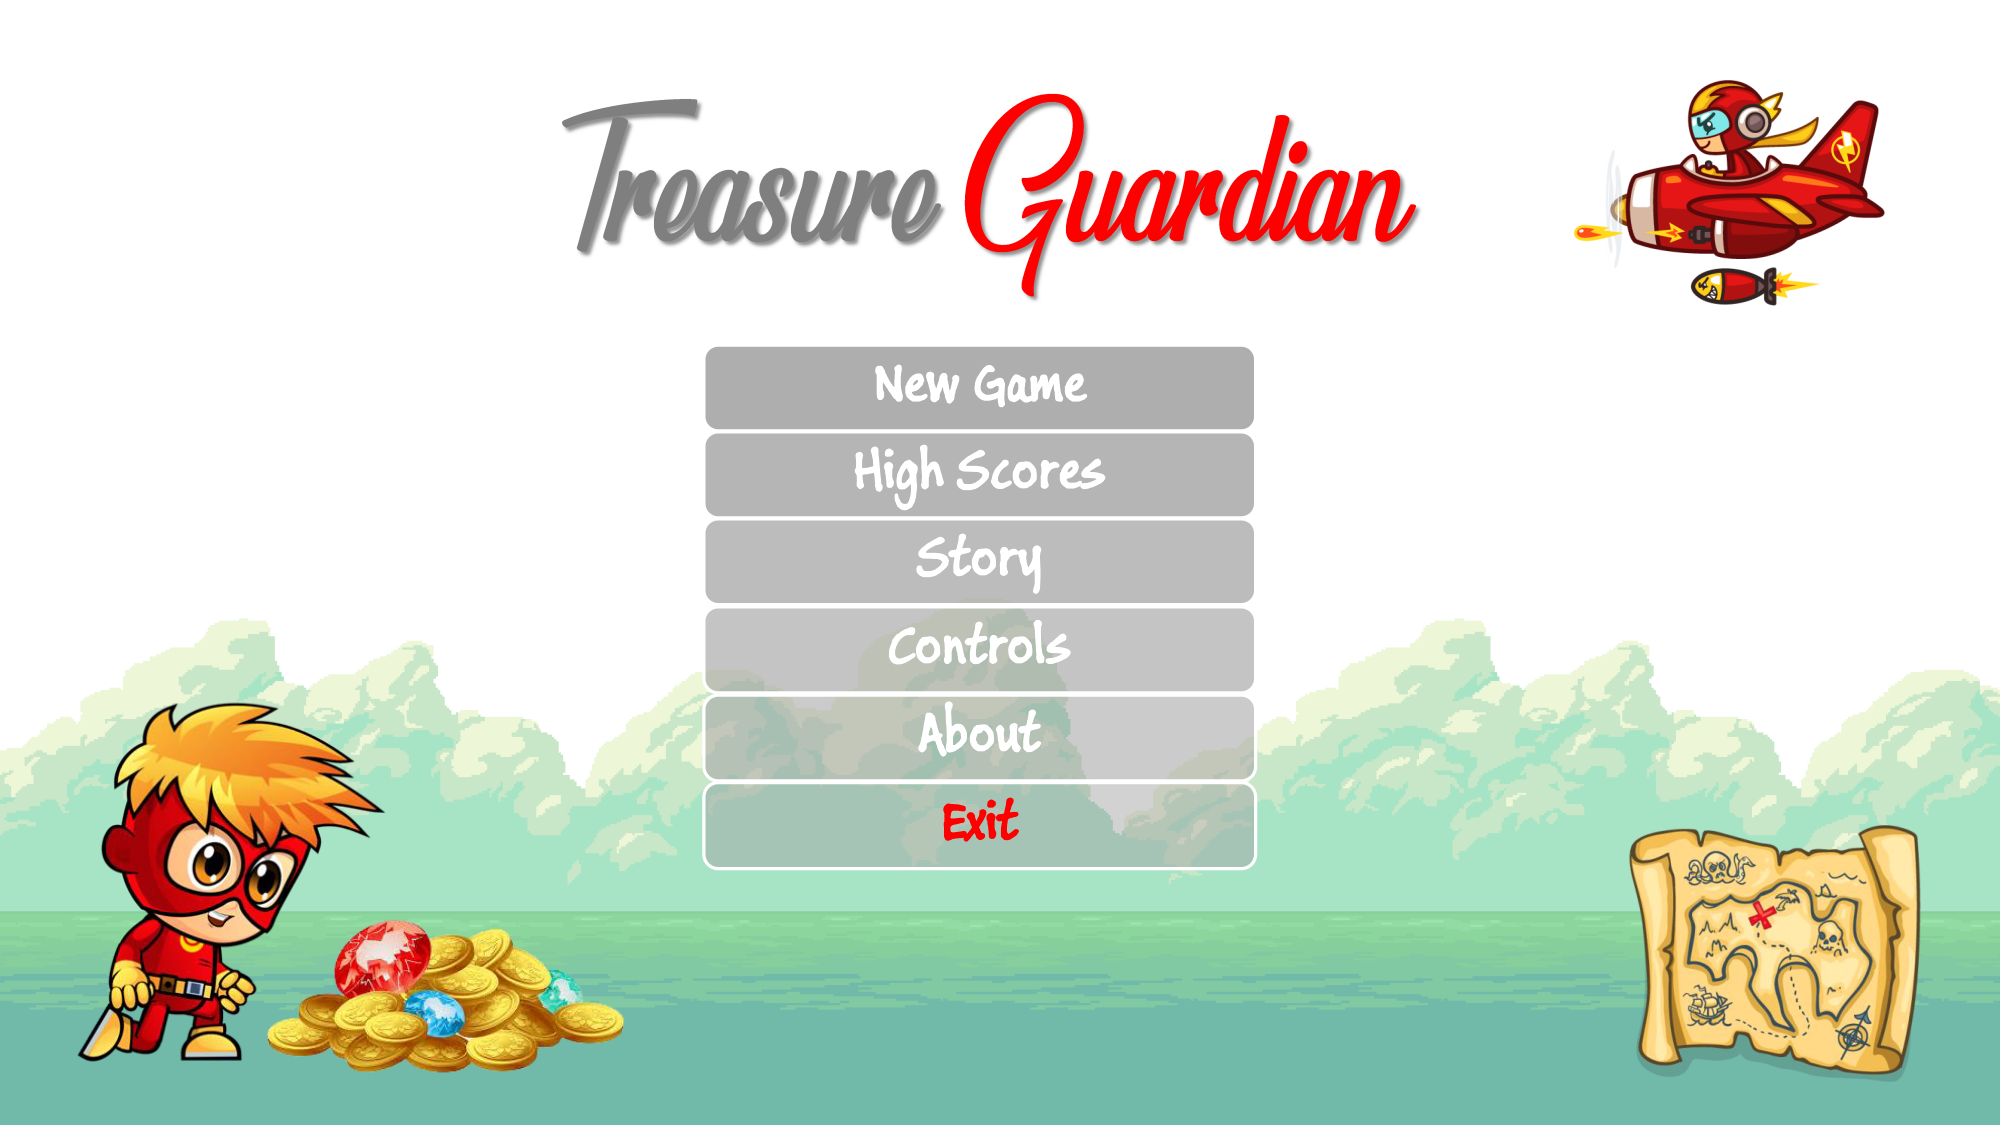 Treasure Guardian
New Game
High Scores
Story
Controls
About
Exit